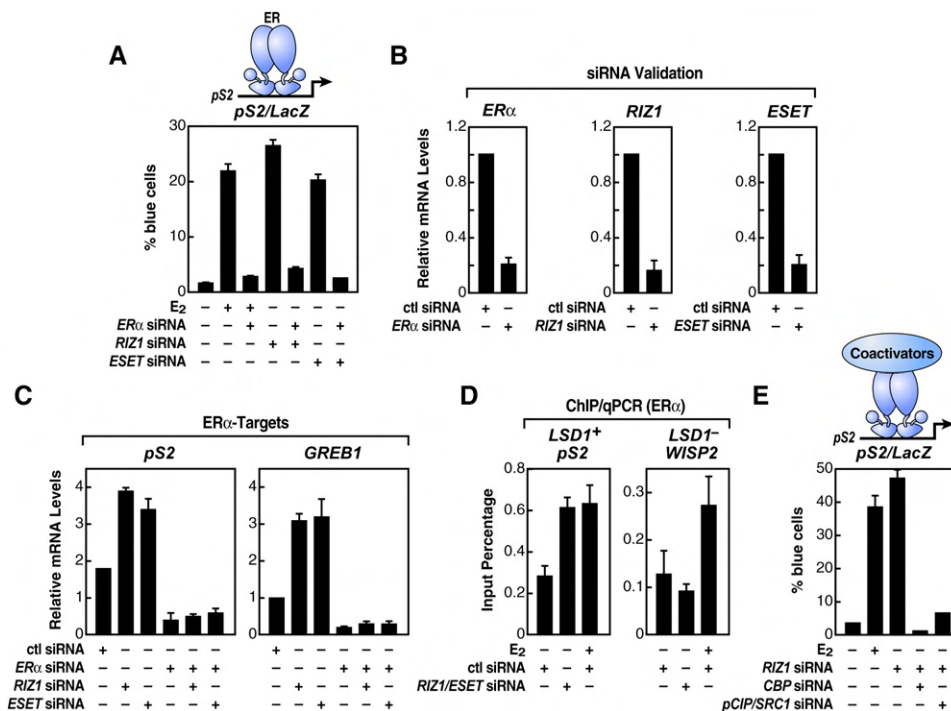 A
ER
pS2
pS2/LacZ
% blue cells
30
20
10
0
E₂ – + + – – – –
ERα siRNA – – + – + – +
RIZ1 siRNA – – – + + – –
ESET siRNA – – – – – + +
B
siRNA Validation
ERα RIZ1 ESET
Relative mRNA Levels
1.2 1.2 1.2
0.8 0.8 0.8
0.4 0.4 0.4
0 0 0
ctl siRNA + – ctl siRNA + – ctl siRNA + –
ERα siRNA – + RIZ1 siRNA – + ESET siRNA – +
C
ERα-Targets
pS2 GREB1
Relative mRNA Levels
4 4
3 3
2 2
1 1
0 0
ctl siRNA + – – – – – + – – – – –
ERα siRNA – – – + + + – – – + + +
RIZ1 siRNA – + – – + – – + – – + –
ESET siRNA – – + – – + – – + – – +
D
ChIP/qPCR (ERα)
LSD1⁺ LSD1⁻
pS2 WISP2
Input Percentage
0.8 0.3
0.6 0.2
0.4 0.1
0.2 0
0
E₂ – – + – – +
ctl siRNA + – + + – +
RIZ1/ESET siRNA – + – – + –
E
Coactivators
pS2
pS2/LacZ
% blue cells
50
40
30
20
10
0
E₂ – + – – –
RIZ1 siRNA – – + + +
CBP siRNA – – – + –
pCIP/SRC1 siRNA – – – – +